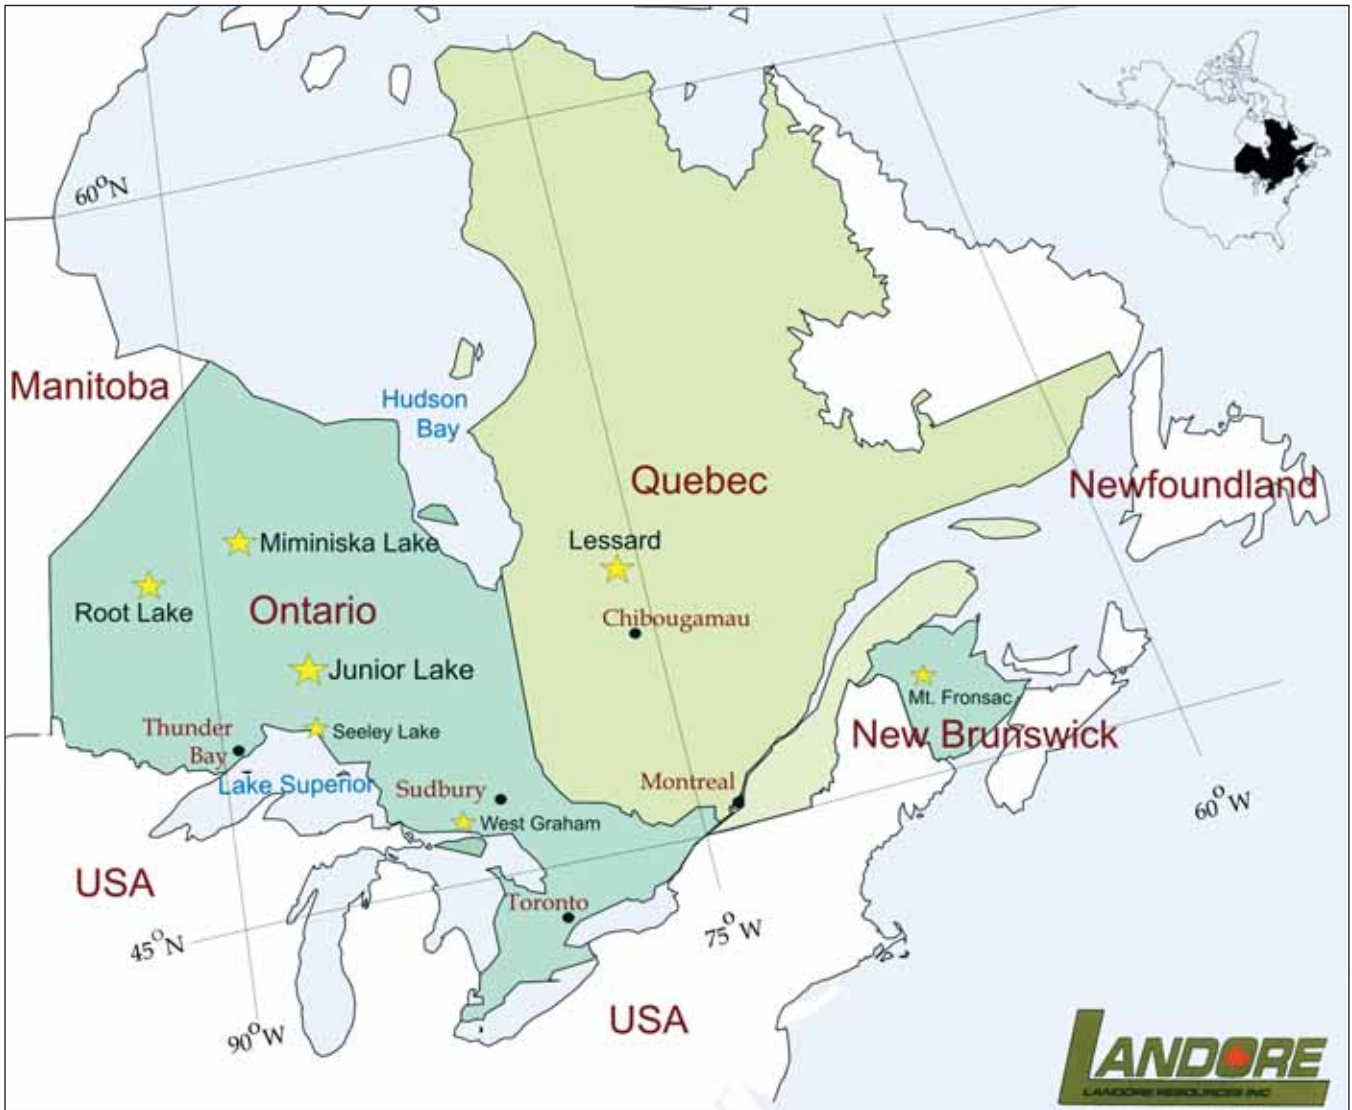 60°N
Manitoba
Hudson
Bay
Quebec
Newfoundland
Lessard
Miminiska Lake
Root Lake
Ontario
Chibougamau
Junior Lake
Mt. Fronsac
Thunder
Bay
Seeley Lake
New Brunswick
Lake Superior
Sudbury
Montreal
West Graham
60°W
USA
Toronto
45°N
75°W
USA
90°W
LANDORE
LANDORE RESOURCES INC